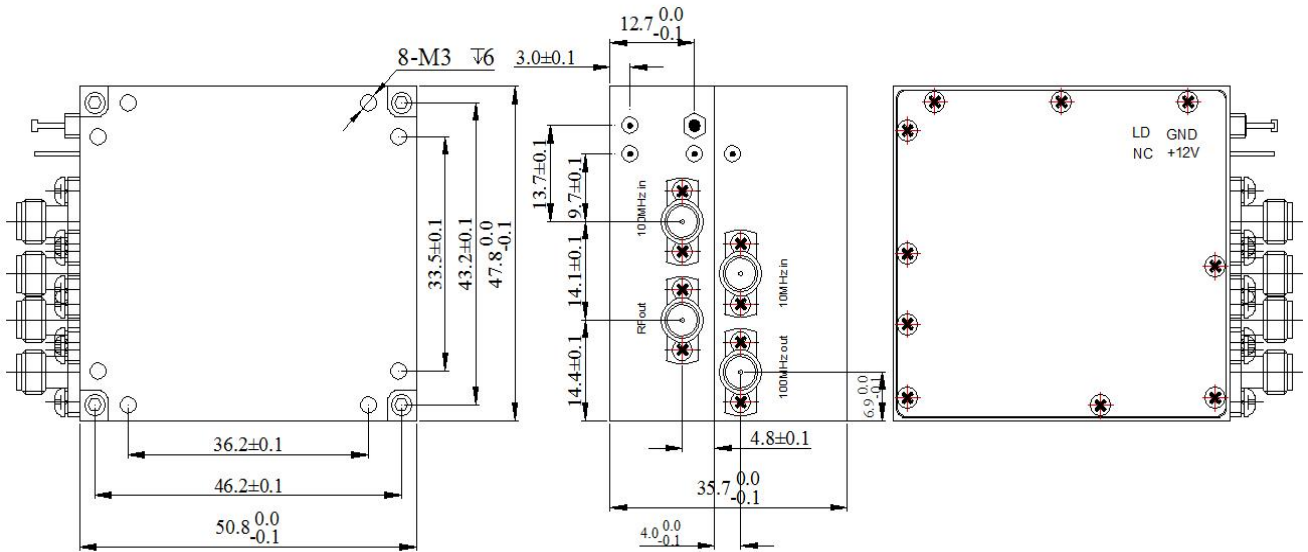 8-M3 ↧6
33.5±0.1
43.2±0.1
47.8 0.0 -0.1
36.2±0.1
46.2±0.1
50.8 0.0 -0.1
12.7 0.0 -0.1
3.0±0.1
13.7±0.1
9.7±0.1
14.1±0.1
14.4±0.1
100MHz in
RFout
10MHz in
100MHz out
6.9 0.0 -0.1
4.8±0.1
35.7 0.0 -0.1
4.0 0.0 -0.1
LD GND
NC +12V